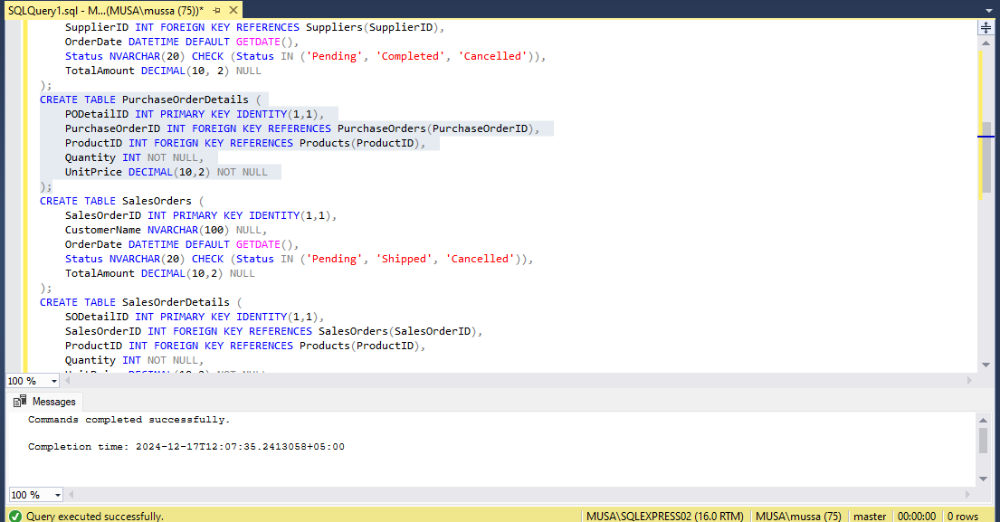 SQLQuery1.sql - M...(MUSA\mussa (75))*
SupplierID INT FOREIGN KEY REFERENCES Suppliers(SupplierID),
OrderDate DATETIME DEFAULT GETDATE(),
Status NVARCHAR(20) CHECK (Status IN ('Pending', 'Completed', 'Cancelled')),
TotalAmount DECIMAL(10, 2) NULL
);
CREATE TABLE PurchaseOrderDetails (
PODetailID INT PRIMARY KEY IDENTITY(1,1),
PurchaseOrderID INT FOREIGN KEY REFERENCES PurchaseOrders(PurchaseOrderID),
ProductID INT FOREIGN KEY REFERENCES Products(ProductID),
Quantity INT NOT NULL,
UnitPrice DECIMAL(10,2) NOT NULL
);
CREATE TABLE SalesOrders (
SalesOrderID INT PRIMARY KEY IDENTITY(1,1),
CustomerName NVARCHAR(100) NULL,
OrderDate DATETIME DEFAULT GETDATE(),
Status NVARCHAR(20) CHECK (Status IN ('Pending', 'Shipped', 'Cancelled')),
TotalAmount DECIMAL(10,2) NULL
);
CREATE TABLE SalesOrderDetails (
SODetailID INT PRIMARY KEY IDENTITY(1,1),
SalesOrderID INT FOREIGN KEY REFERENCES SalesOrders(SalesOrderID),
ProductID INT FOREIGN KEY REFERENCES Products(ProductID),
Quantity INT NOT NULL,
UnitPrice DECIMAL(10,2) NOT NULL
100 %
Messages
Commands completed successfully.
Completion time: 2024-12-17T12:07:35.2413058+05:00
100 %
Query executed successfully. MUSA\SQLEXPRESS02 (16.0 RTM) MUSA\mussa (75) master 00:00:00 0 rows